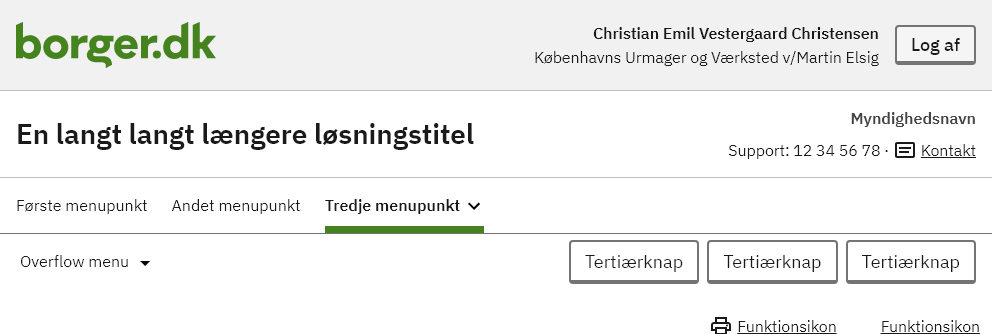 borger.dk
Christian Emil Vestergaard Christensen
Københavns Urmager og Værksted v/Martin Elsig
Log af
En langt langt længere løsningstitel
Myndighedsnavn
Support: 12 34 56 78 · Kontakt
Første menupunkt Andet menupunkt Tredje menupunkt
Overflow menu Tertiærknap Tertiærknap Tertiærknap
Funktionsikon Funktionsikon